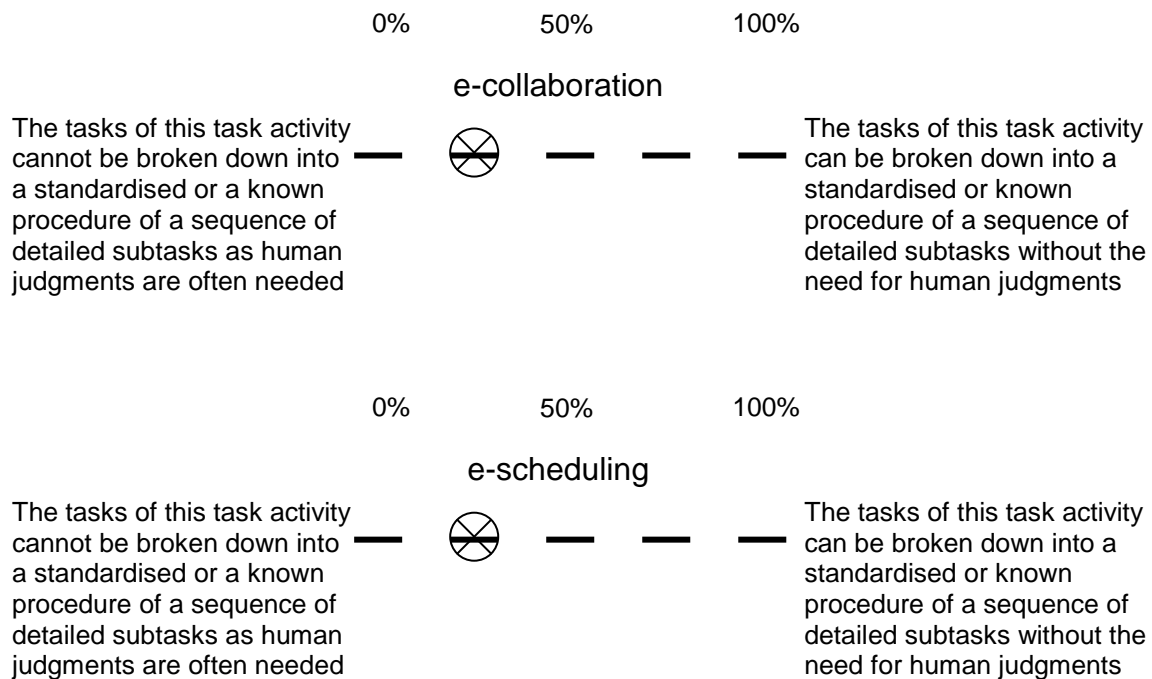 0% 50% 100%
e-collaboration
The tasks of this task activity
cannot be broken down into
a standardised or a known
procedure of a sequence of
detailed subtasks as human
judgments are often needed
The tasks of this task activity
can be broken down into a
standardised or known
procedure of a sequence of
detailed subtasks without the
need for human judgments
0% 50% 100%
e-scheduling
The tasks of this task activity
cannot be broken down into
a standardised or a known
procedure of a sequence of
detailed subtasks as human
judgments are often needed
The tasks of this task activity
can be broken down into a
standardised or known
procedure of a sequence of
detailed subtasks without the
need for human judgments